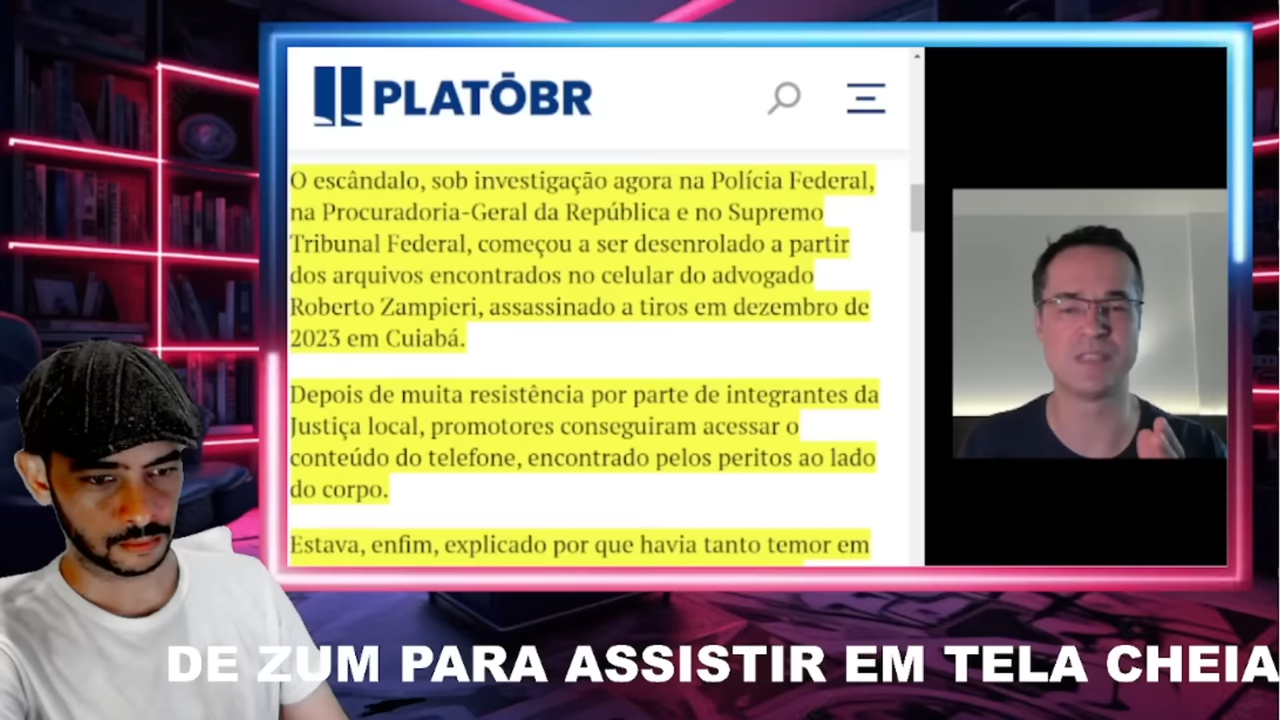 PLATŌBR
O escândalo, sob investigação agora na Polícia Federal,
na Procuradoria-Geral da República e no Supremo
Tribunal Federal, começou a ser desenrolado a partir
dos arquivos encontrados no celular do advogado
Roberto Zampieri, assassinado a tiros em dezembro de
2023 em Cuiabá.
Depois de muita resistência por parte de integrantes da
Justiça local, promotores conseguiram acessar o
conteúdo do telefone, encontrado pelos peritos ao lado
do corpo.
Estava, enfim, explicado por que havia tanto temor em
DE ZUM PARA ASSISTIR EM TELA CHEIA